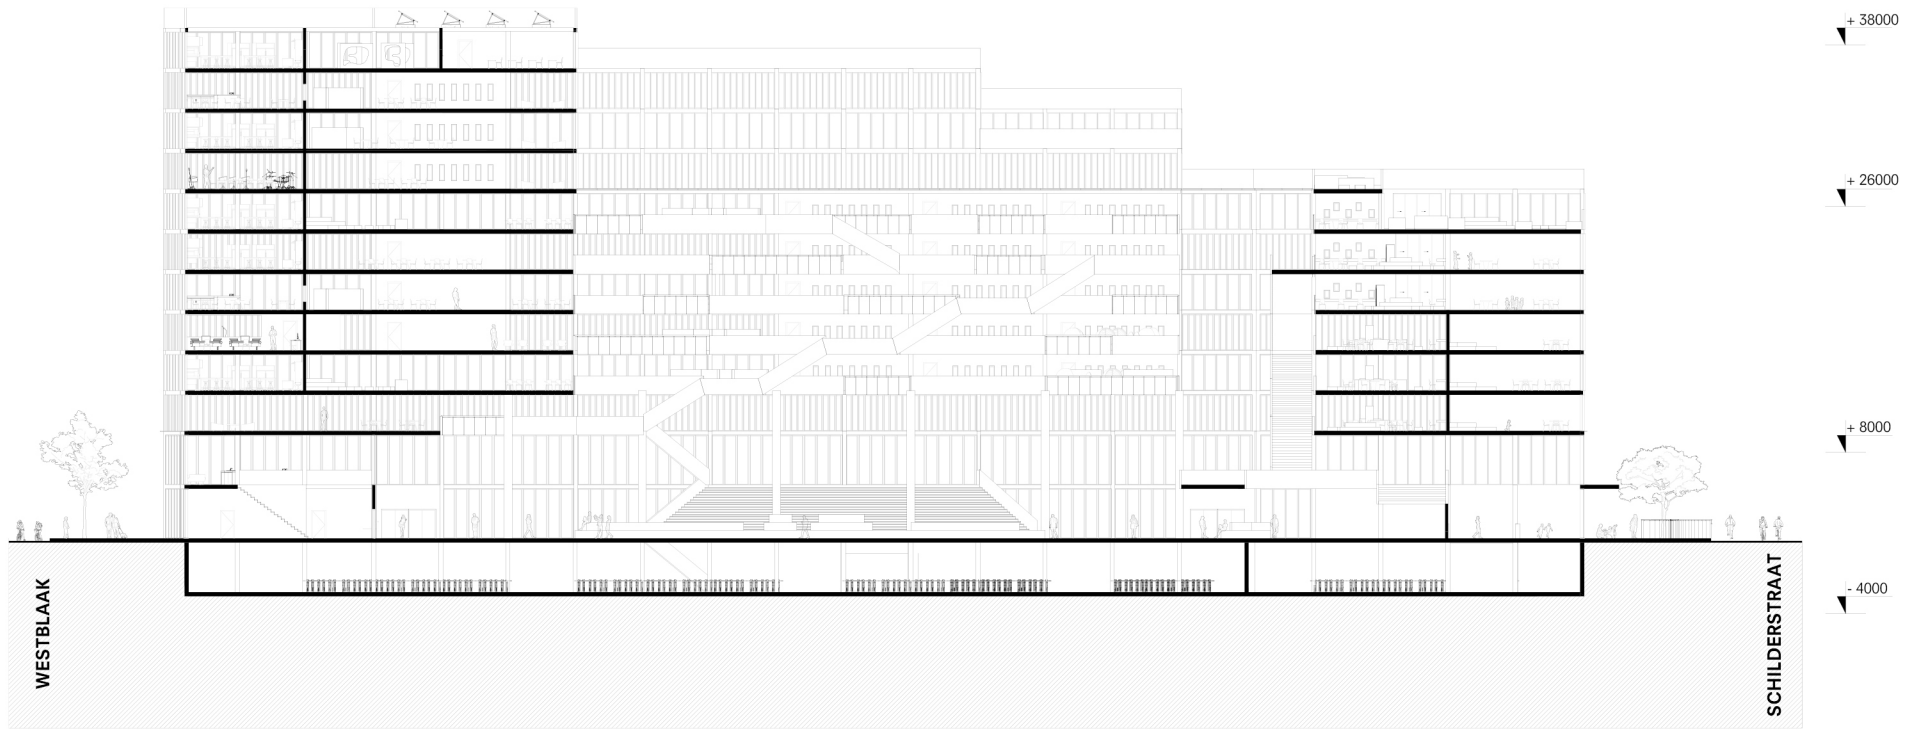 + 38000
+ 26000
+ 8000
- 4000
WESTBLAAK
SCHILDERSTRAAT